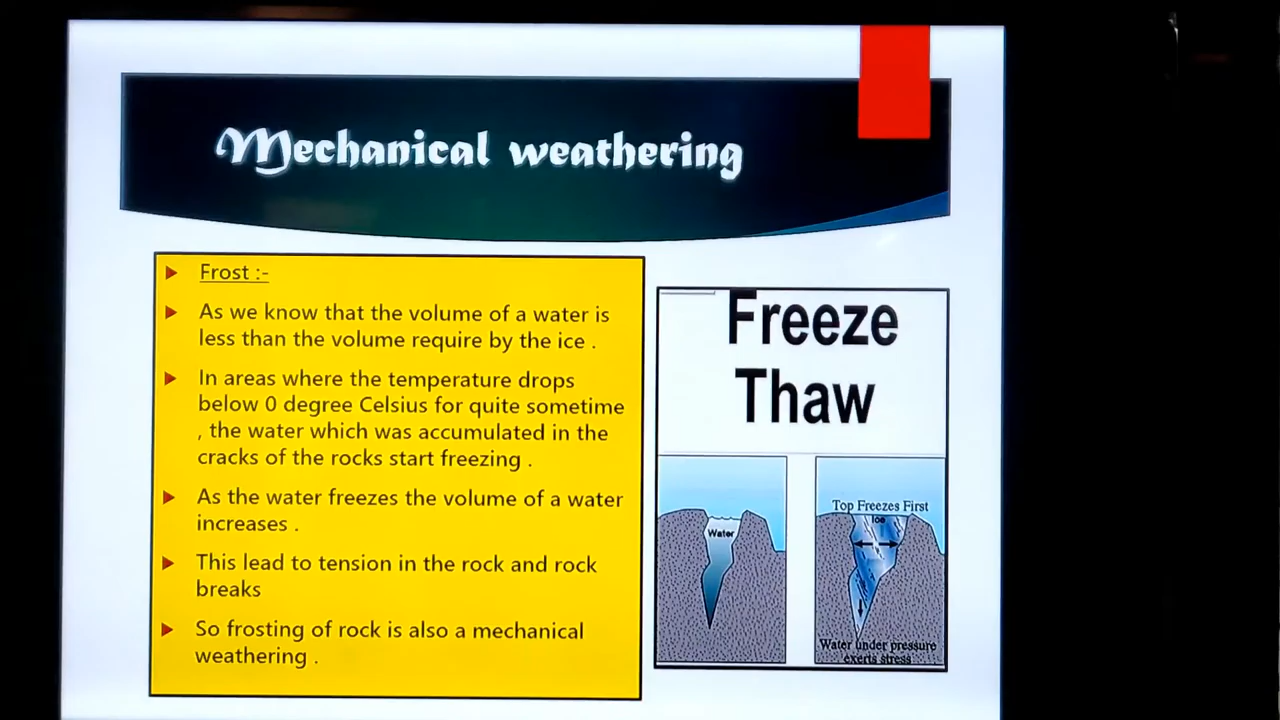 Mechanical weathering
Frost :-
As we know that the volume of a water is
less than the volume require by the ice .
In areas where the temperature drops
below 0 degree Celsius for quite sometime
, the water which was accumulated in the
cracks of the rocks start freezing .
As the water freezes the volume of a water
increases .
This lead to tension in the rock and rock
breaks
So frosting of rock is also a mechanical
weathering .
Freeze
Thaw
Water
Top Freezes First
Ice
Water under pressure
exerts stress